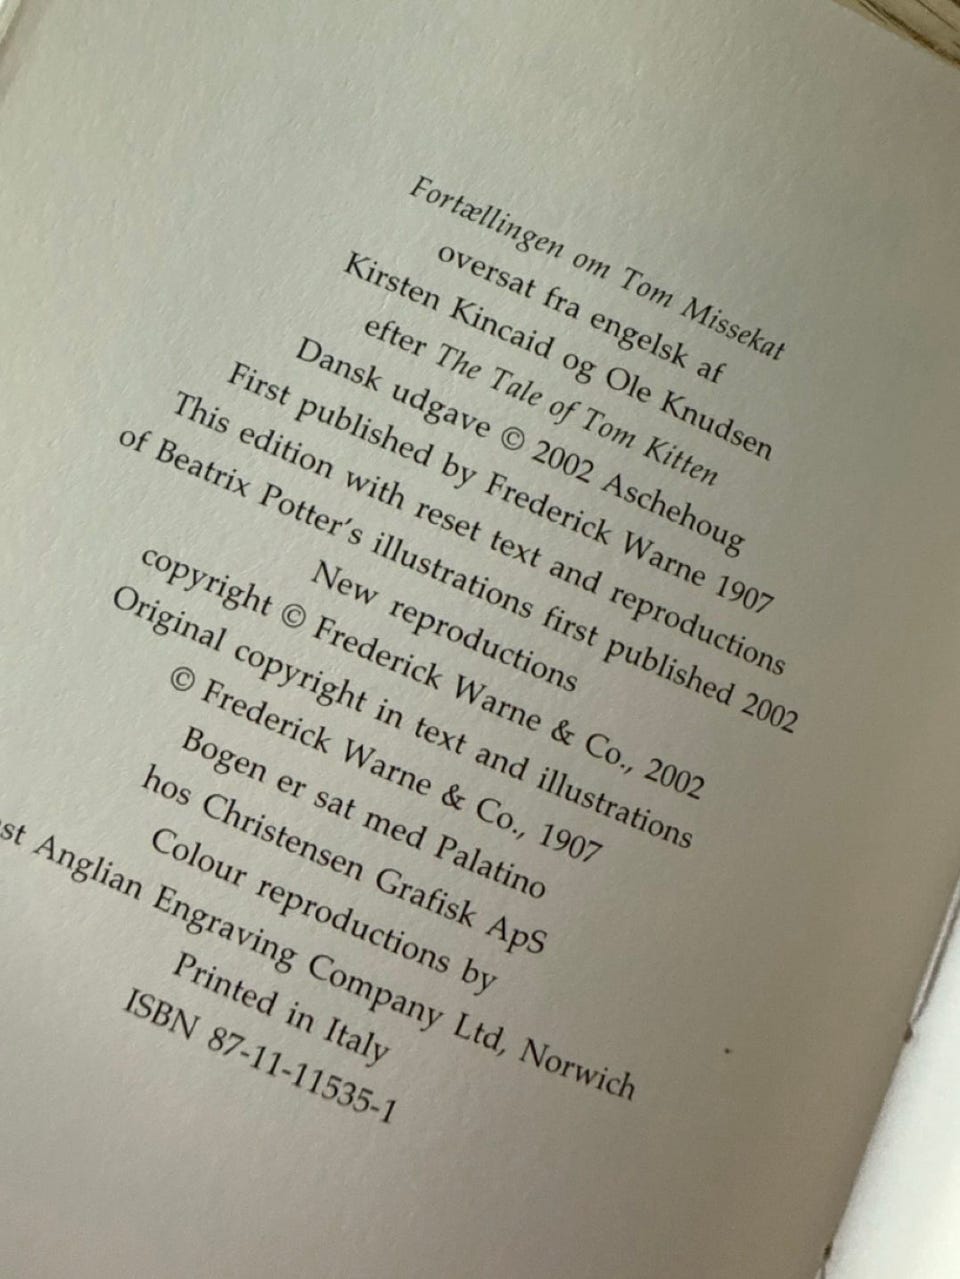 Fortællingen om Tom Missekat
oversat fra engelsk af
Kirsten Kincaid og Ole Knudsen
efter The Tale of Tom Kitten
Dansk udgave © 2002 Aschehoug
First published by Frederick Warne 1907
This edition with reset text and reproductions
of Beatrix Potter's illustrations first published 2002
New reproductions
copyright © Frederick Warne & Co., 2002
Original copyright in text and illustrations
© Frederick Warne & Co., 1907
Bogen er sat med Palatino
hos Christensen Grafisk ApS
Colour reproductions by
Anglian Engraving Company Ltd, Norwich
Printed in Italy
ISBN 87-11-11535-1